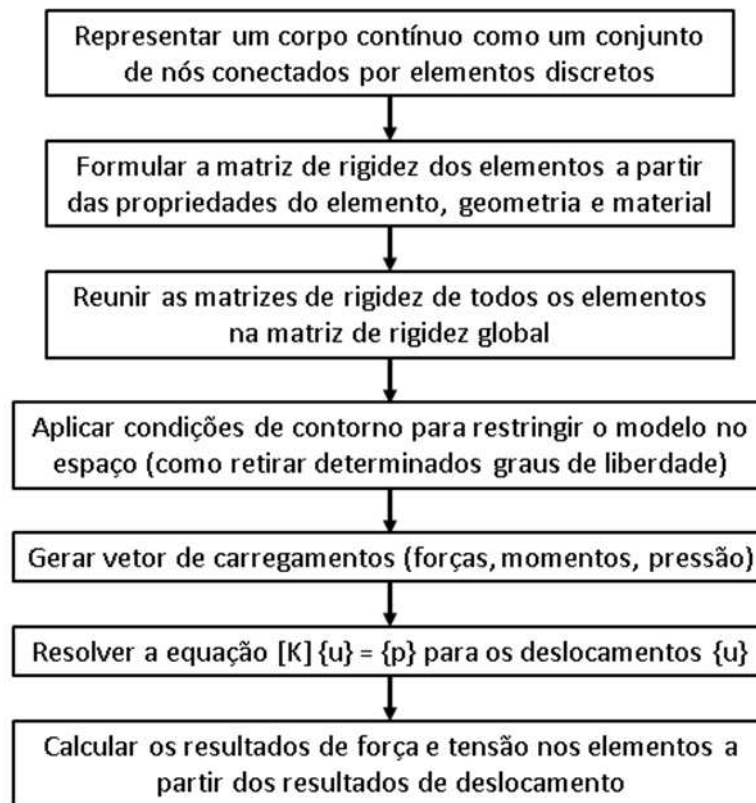 Representar um corpo contínuo como um conjunto
de nós conectados por elementos discretos
Formular a matriz de rigidez dos elementos a partir
das propriedades do elemento, geometria e material
Reunir as matrizes de rigidez de todos os elementos
na matriz de rigidez global
Aplicar condições de contorno para restringir o modelo no
espaço (como retirar determinados graus de liberdade)
Gerar vetor de carregamentos (forças, momentos, pressão)
Resolver a equação [K] {u} = {p} para os deslocamentos {u}
Calcular os resultados de força e tensão nos elementos a
partir dos resultados de deslocamento